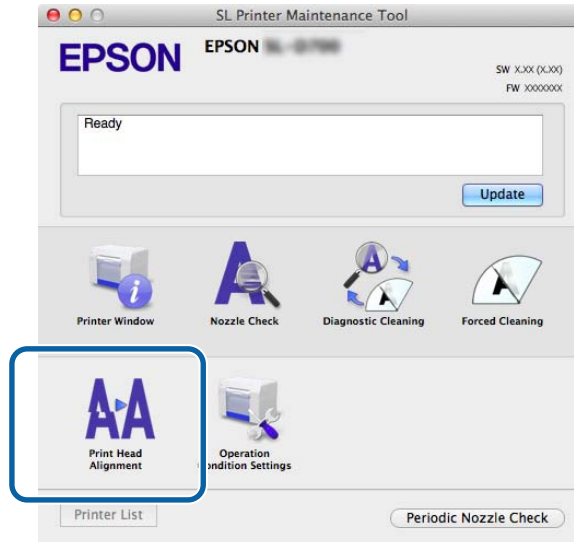 SL Printer Maintenance Tool
EPSON
EPSON
SW X.XX (X.XX)
FW XXXXXXX
Ready
Update
Printer Window
Nozzle Check
Diagnostic Cleaning
Forced Cleaning
Print Head
Alignment
Operation
Condition Settings
Printer List
Periodic Nozzle Check